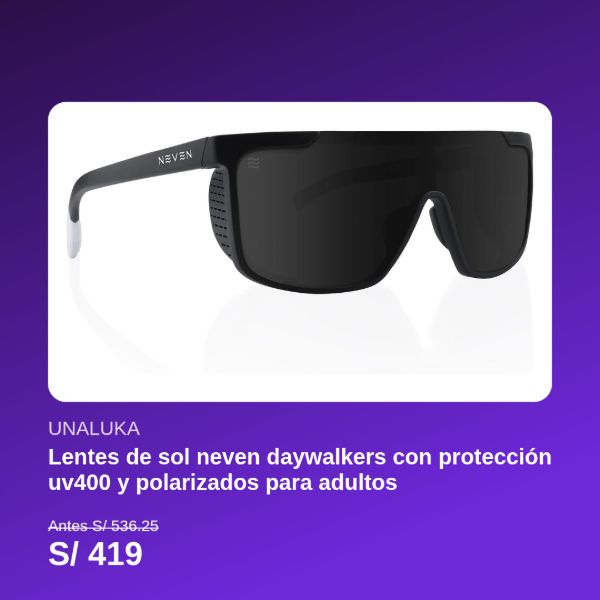 NEVEN
UNALUKA
Lentes de sol neven daywalkers con protección
uv400 y polarizados para adultos
Antes S/ 536.25
S/ 419